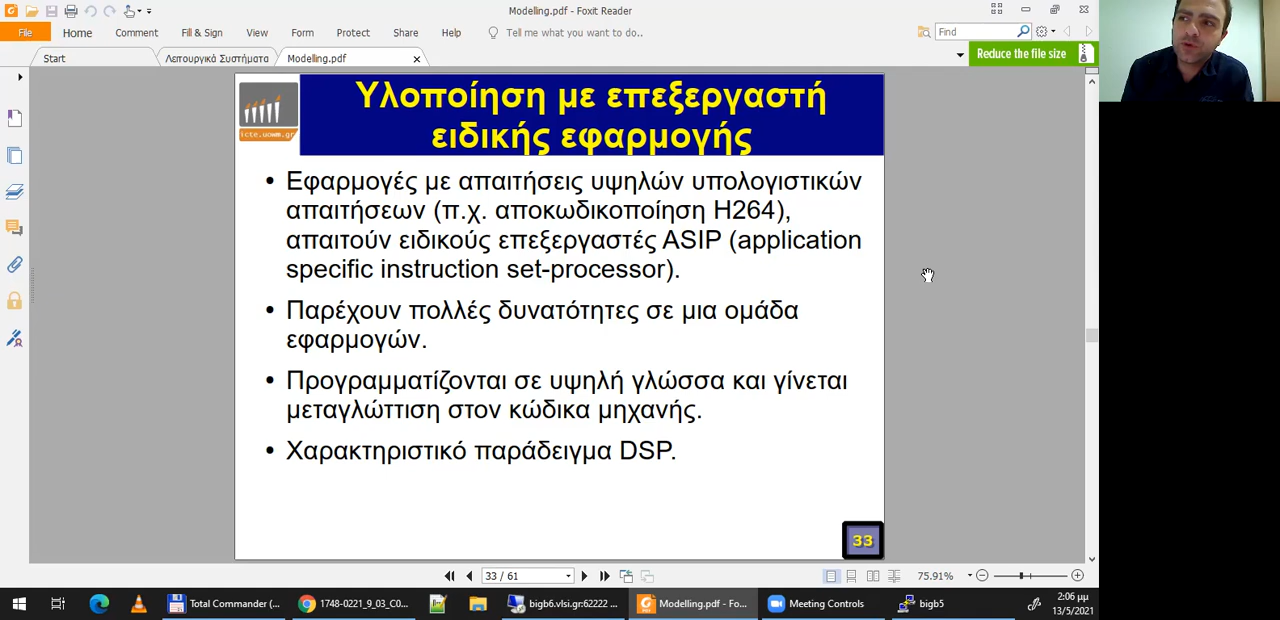 Modeling.pdf - Foxit Reader
File Home Comment Fill & Sign View Form Protect Share Help Tell me what you want to do.. Find
Start Λειτουργικά Συστήματα Modelling.pdf Reduce the file size
icte.uowm.gr
Υλοποίηση με επεξεργαστή
ειδικής εφαρμογής
• Εφαρμογές με απαιτήσεις υψηλών υπολογιστικών
απαιτήσεων (π.χ. αποκωδικοποίηση H264),
απαιτούν ειδικούς επεξεργαστές ASIP (application
specific instruction set-processor).
• Παρέχουν πολλές δυνατότητες σε μια ομάδα
εφαρμογών.
• Προγραμματίζονται σε υψηλή γλώσσα και γίνεται
μεταγλώττιση στον κώδικα μηχανής.
• Χαρακτηριστικό παράδειγμα DSP.
33
33 / 61 75.91%
Total Commander (... 1748-0221_9_03_C0... bigb6.vlsi.gr:62222 ... Modelling.pdf - Fo... Meeting Controls bigb5 2:06 μμ
13/5/2021